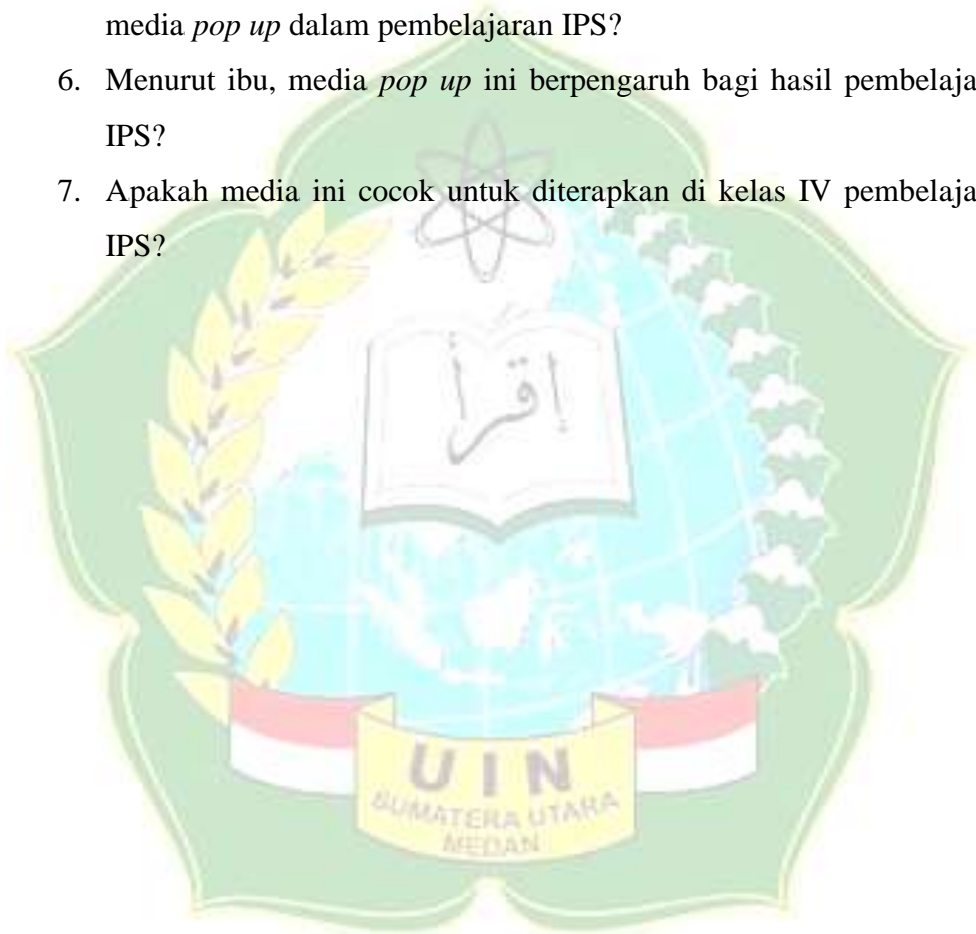 media pop up dalam pembelajaran IPS?
6. Menurut ibu, media pop up ini berpengaruh bagi hasil pembelaja
IPS?
7. Apakah media ini cocok untuk diterapkan di kelas IV pembelaja
IPS?
إقرأ
UIN
SUMATERA UTARA
MEDAN